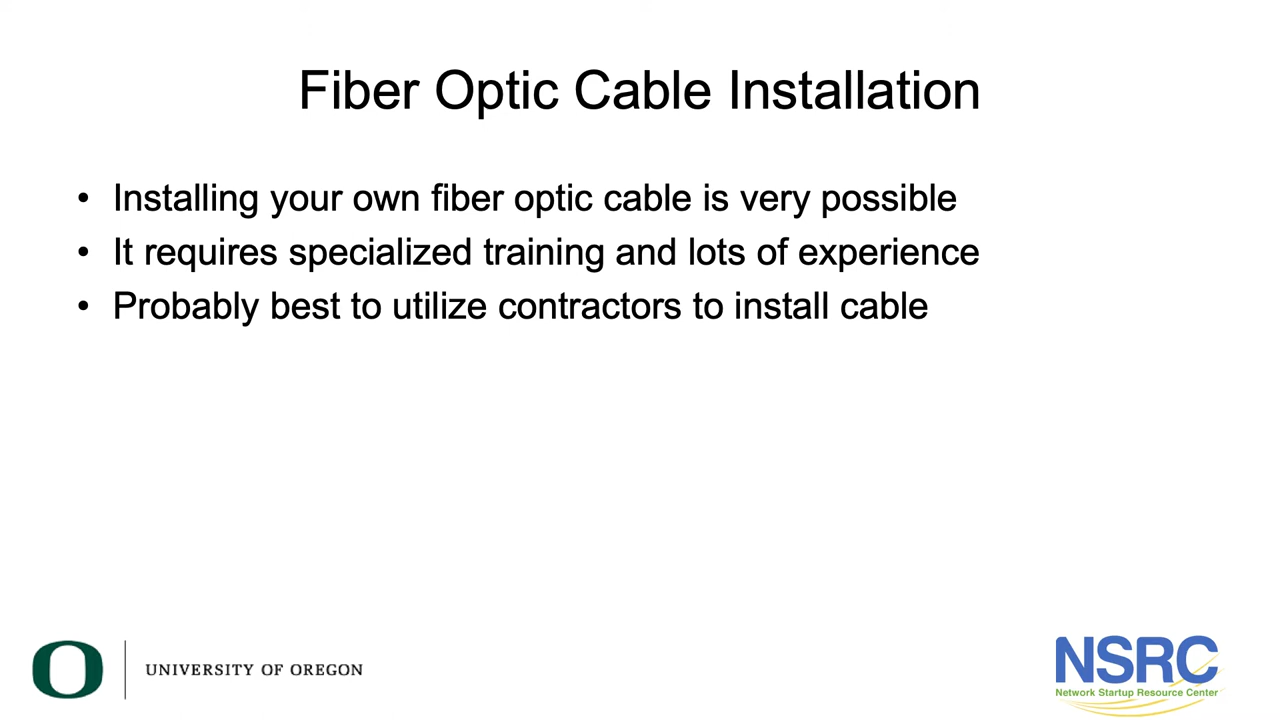 Fiber Optic Cable Installation
• Installing your own fiber optic cable is very possible
• It requires specialized training and lots of experience
• Probably best to utilize contractors to install cable
O
UNIVERSITY OF OREGON
NSRC
Network Startup Resource Center